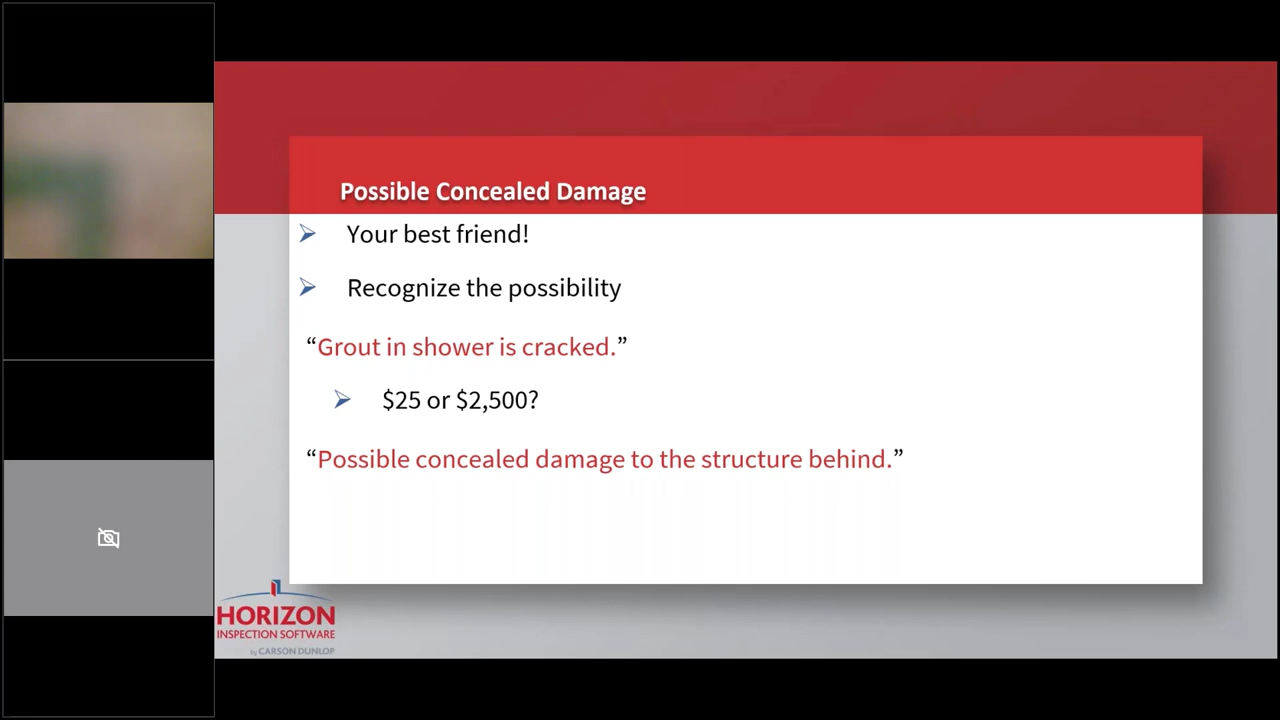 Possible Concealed Damage
➢ Your best friend!
➢ Recognize the possibility
“Grout in shower is cracked.”
➢ $25 or $2,500?
“Possible concealed damage to the structure behind.”
HORIZON
INSPECTION SOFTWARE
by CARSON DUNLOP